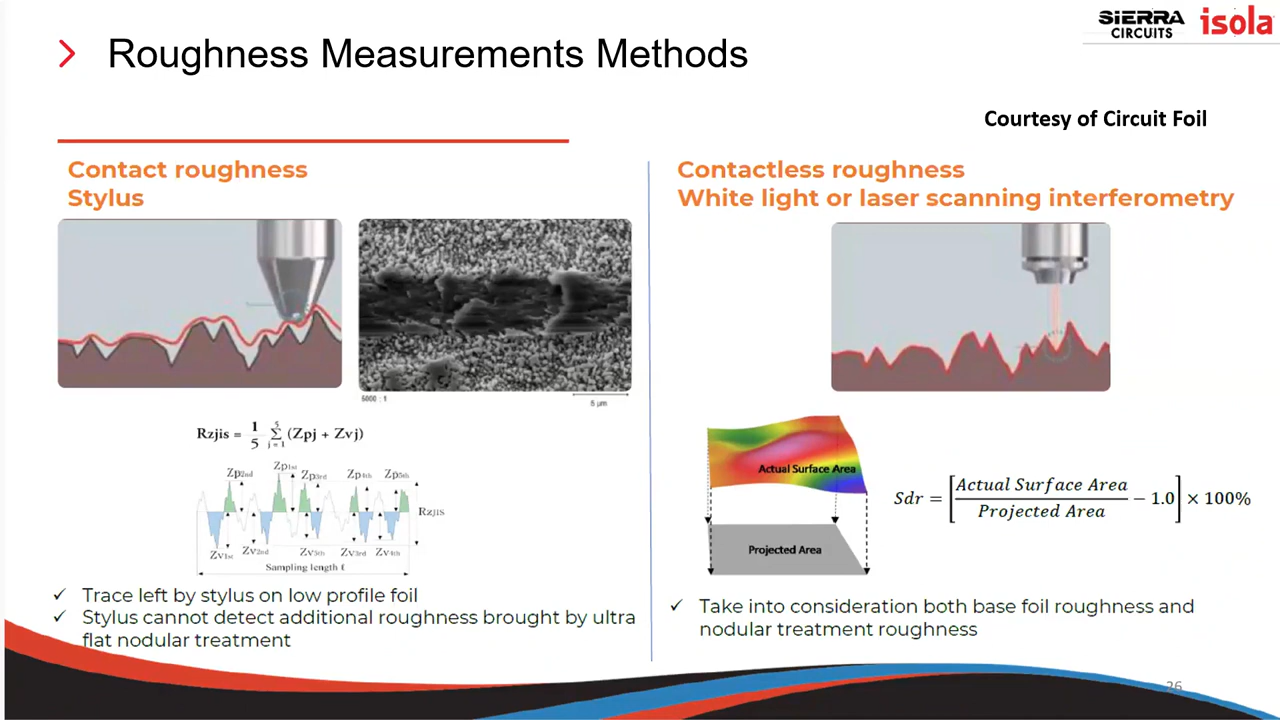 Roughness Measurements Methods
SIERRA
CIRCUITS
isola
Courtesy of Circuit Foil
Contact roughness
Stylus
5000 : 1
5 µm
Rzjis = 1/5 5∑j=1 (Zpj + Zvj)
Zp2nd Zp1st Zp3rd Zp4th Zp5th
Rzjis
Zv1st Zv2nd Zv5th Zv3rd Zv4th
Sampling length ℓ
✓ Trace left by stylus on low profile foil
✓ Stylus cannot detect additional roughness brought by ultra
flat nodular treatment
Contactless roughness
White light or laser scanning interferometry
Actual Surface Area
Projected Area
Sdr = [Actual Surface Area / Projected Area − 1.0] × 100%
✓ Take into consideration both base foil roughness and
nodular treatment roughness
26